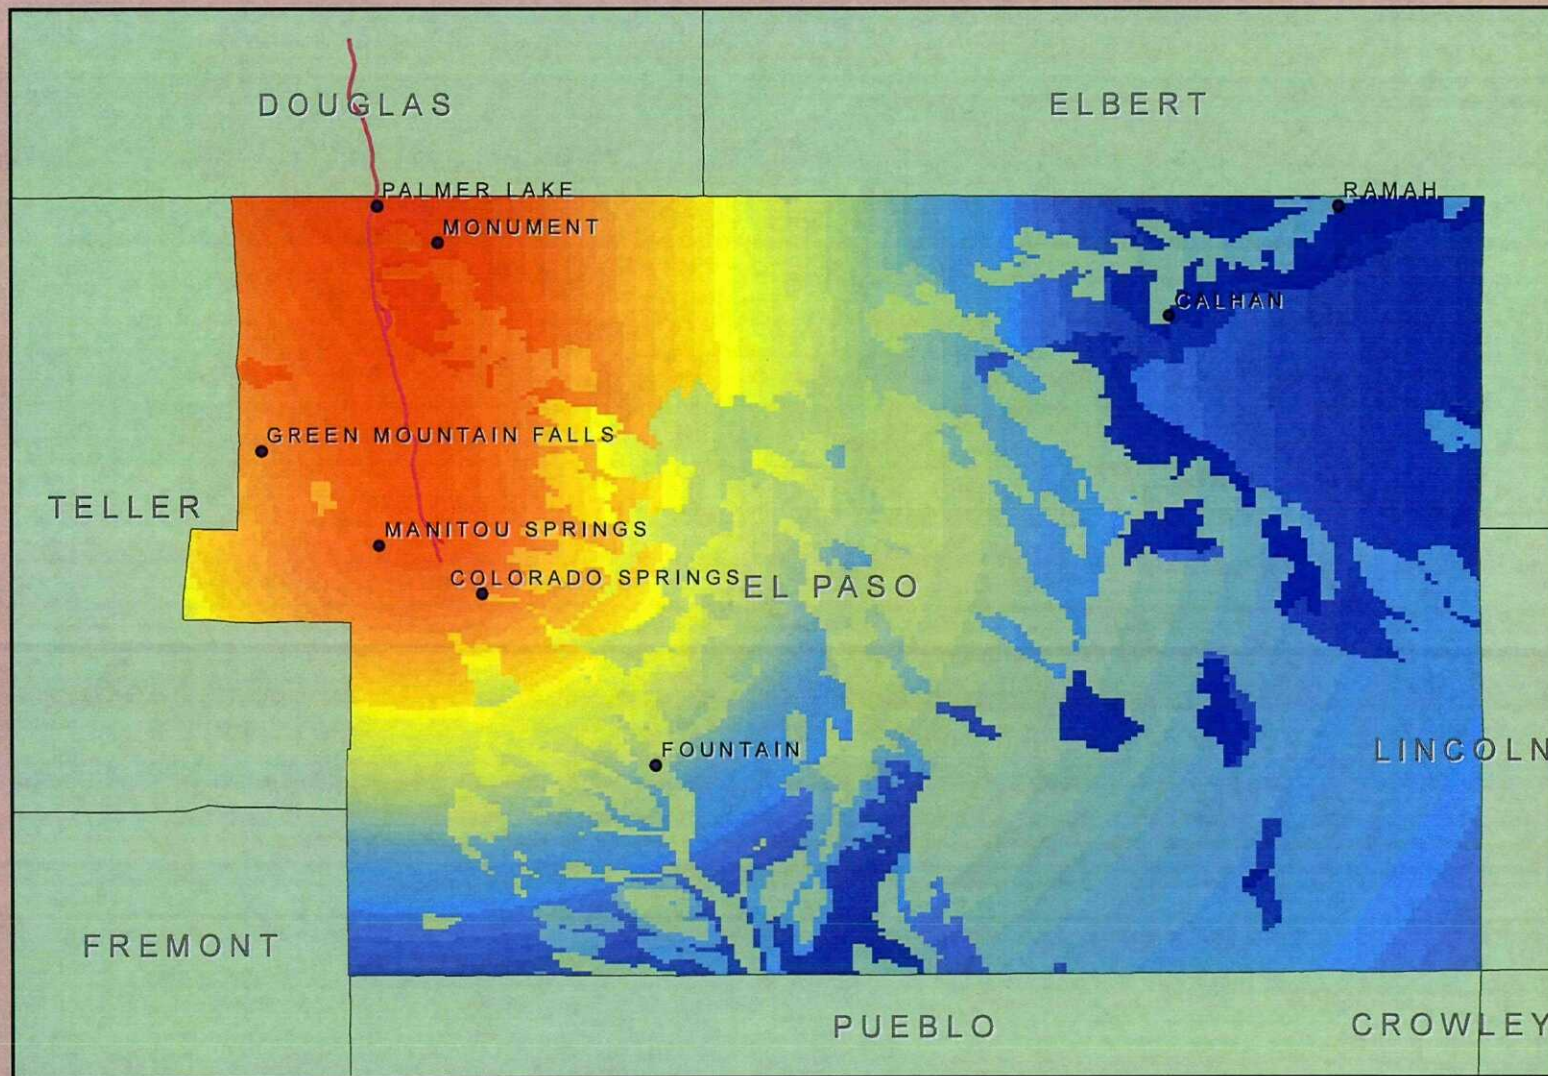 DOUGLAS
ELBERT
PALMER LAKE
RAMAH
MONUMENT
CALHAN
GREEN MOUNTAIN FALLS
TELLER
MANITOU SPRINGS
COLORADO SPRINGS
EL PASO
FOUNTAIN
LINCOLN
FREMONT
PUEBLO
CROWLEY